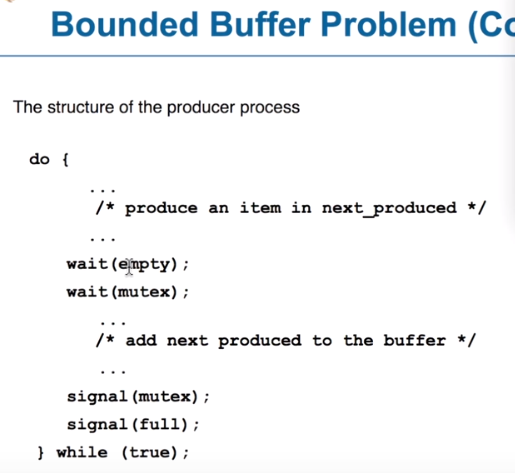 Bounded Buffer Problem (Co
The structure of the producer process
do {
...
/* produce an item in next_produced */
...
wait(empty);
wait(mutex);
...
/* add next produced to the buffer */
...
signal(mutex);
signal(full);
} while (true);